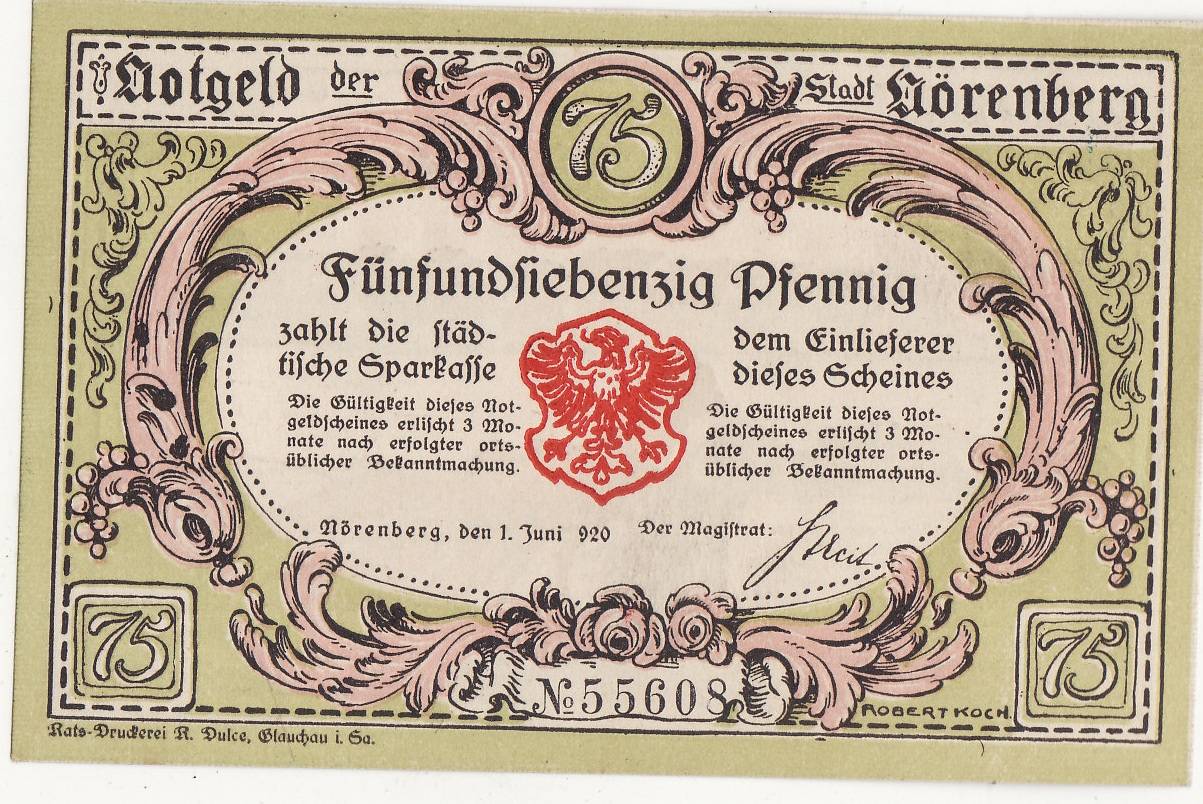 Notgeld der Stadt Nörenberg
75
Fünfundsiebenzig Pfennig
zahlt die städ-
tische Sparkasse
dem Einlieferer
dieses Scheines
Die Gültigkeit dieses Not-
geldscheines erlischt 3 Mo-
nate nach erfolgter orts-
üblicher Bekanntmachung.
Die Gültigkeit dieses Not-
geldscheines erlischt 3 Mo-
nate nach erfolgter orts-
üblicher Bekanntmachung.
Nörenberg, den 1. Juni 920 Der Magistrat:
75
75
№55608
ROBERT KOCH
Rats-Druckerei R. Dulce, Glauchau i. Sa.